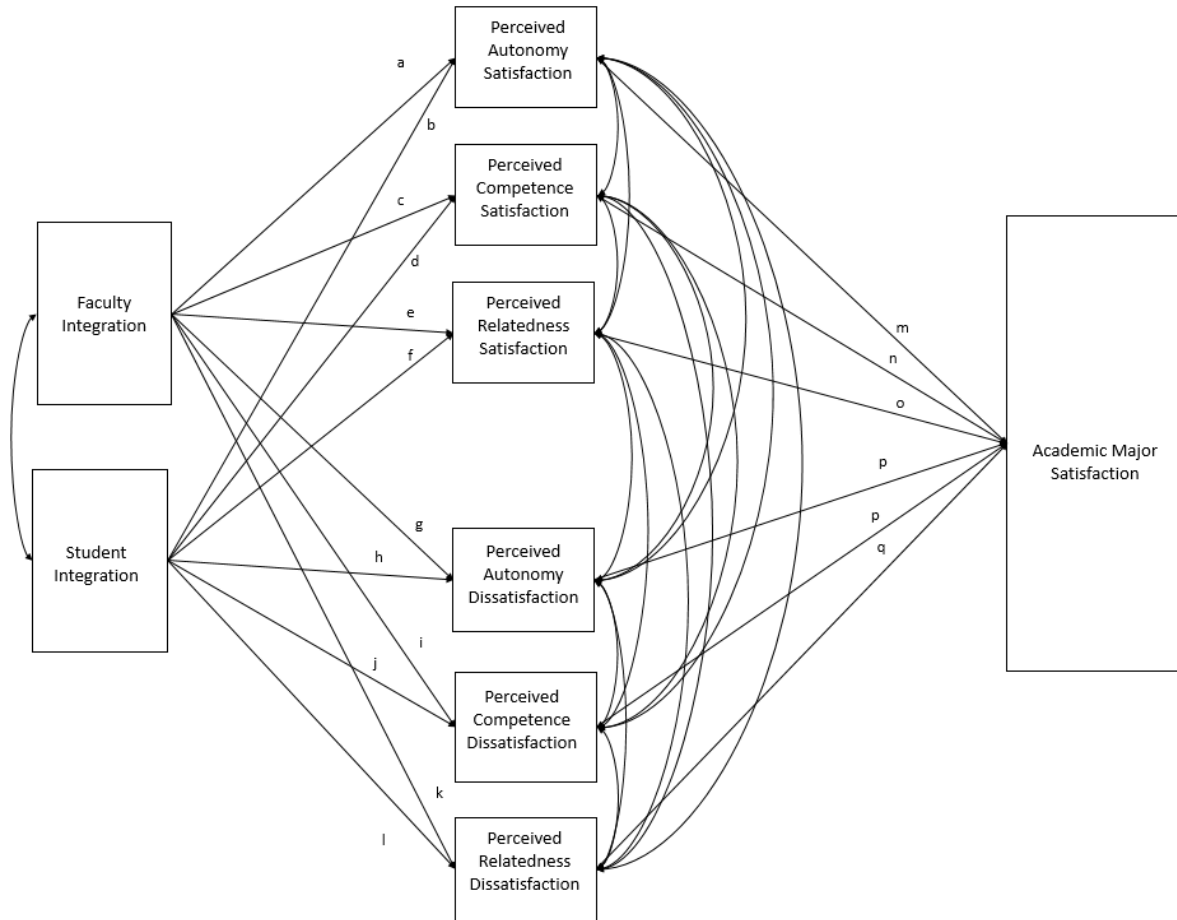 Perceived
Autonomy
Satisfaction
a
b
Perceived
Competence
Satisfaction
c
d
Faculty
Integration
Perceived
Relatedness
Satisfaction
e
f
m
n
o
Academic Major
Satisfaction
p
p
q
g
h
Student
Integration
Perceived
Autonomy
Dissatisfaction
i
j
Perceived
Competence
Dissatisfaction
k
l
Perceived
Relatedness
Dissatisfaction